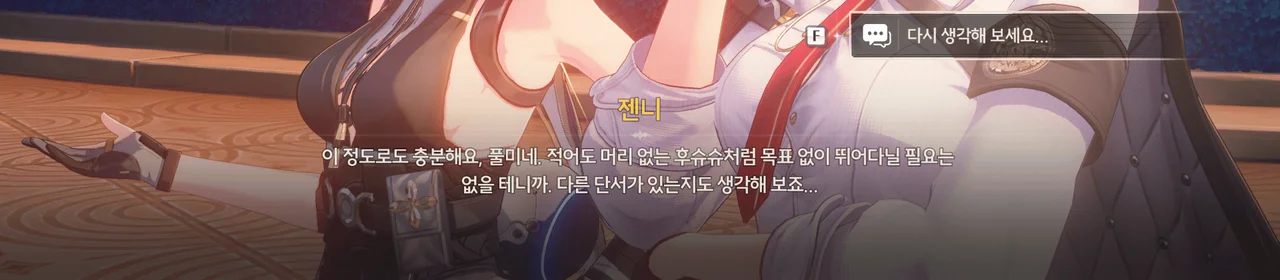 F
다시 생각해 보세요...
젠니
이 정도로도 충분해요, 풀미네. 적어도 머리 없는 후슈슈처럼 목표 없이 뛰어다닐 필요는
없을 테니까. 다른 단서가 있는지도 생각해 보죠...